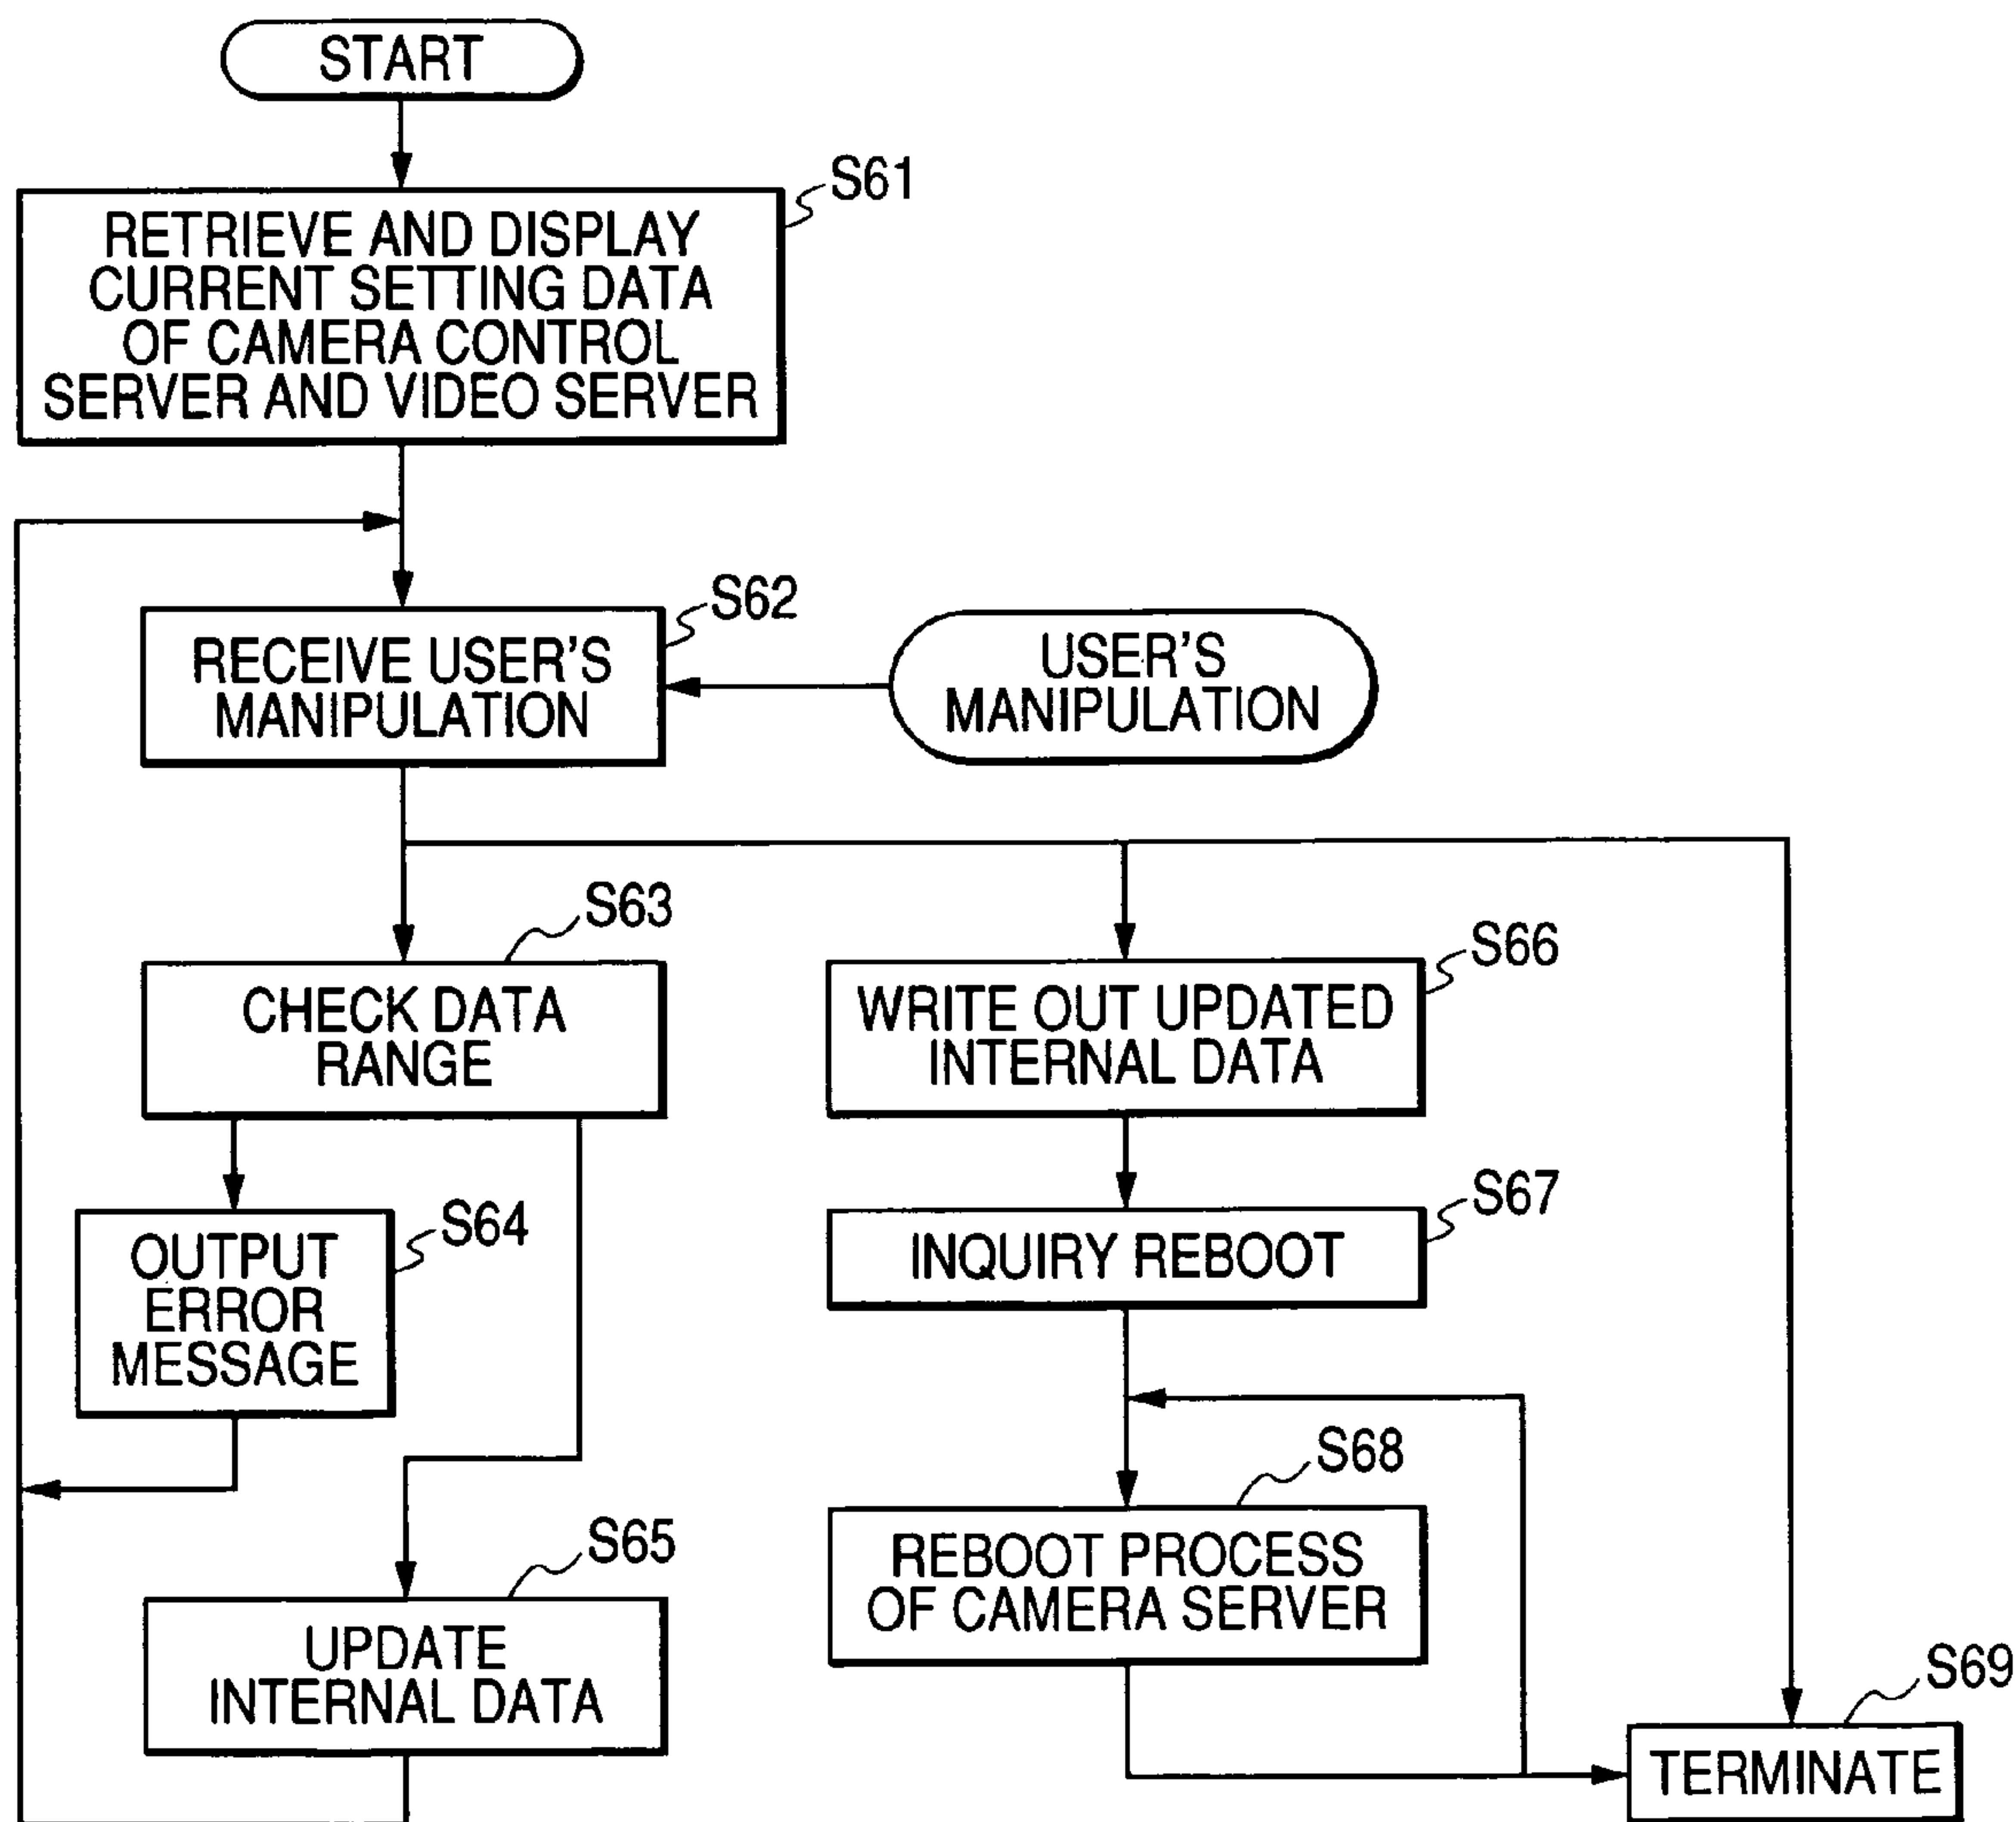 START
S61
RETRIEVE AND DISPLAY
CURRENT SETTING DATA
OF CAMERA CONTROL
SERVER AND VIDEO SERVER
S62
RECEIVE USER'S
MANIPULATION
USER'S
MANIPULATION
S63
CHECK DATA
RANGE
S66
WRITE OUT UPDATED
INTERNAL DATA
S64
OUTPUT
ERROR
MESSAGE
S67
INQUIRY REBOOT
S68
REBOOT PROCESS
OF CAMERA SERVER
S65
UPDATE
INTERNAL DATA
S69
TERMINATE